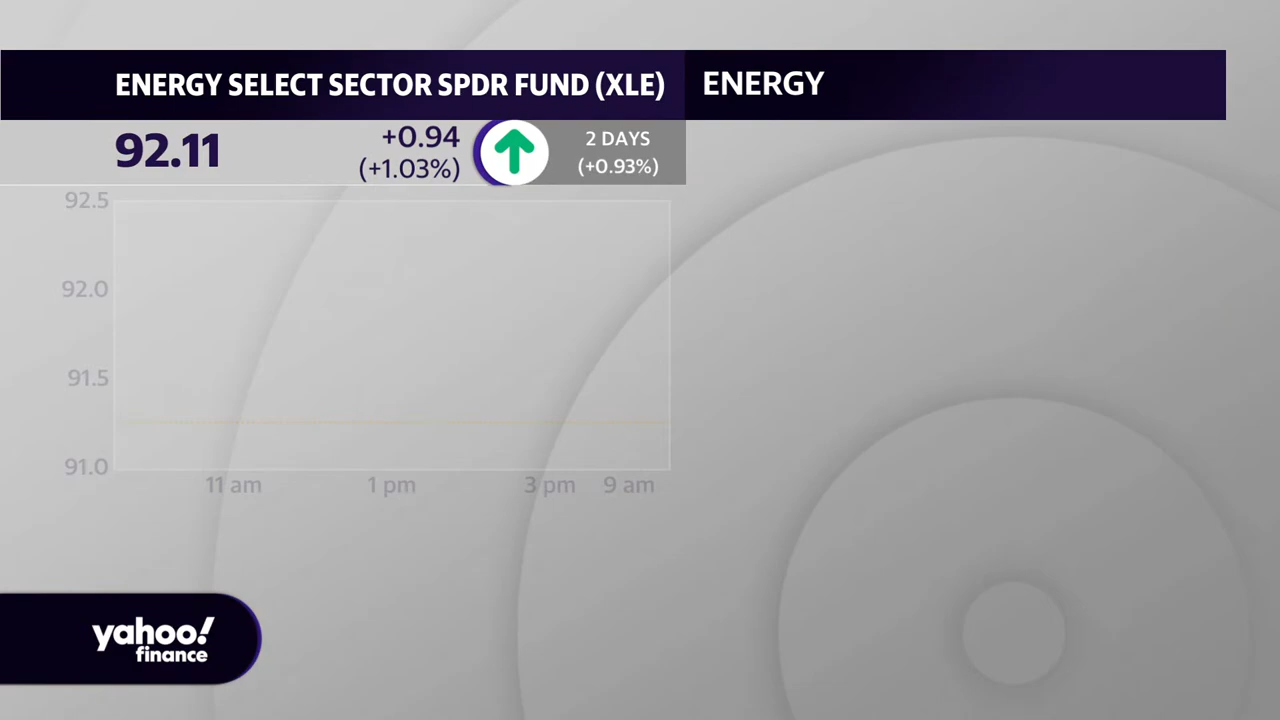 ENERGY SELECT SECTOR SPDR FUND (XLE)
ENERGY
92.11
+0.94
(+1.03%)
2 DAYS
(+0.93%)
92.5
92.0
91.5
91.0
11 am 1 pm 3 pm 9 am
yahoo!
finance